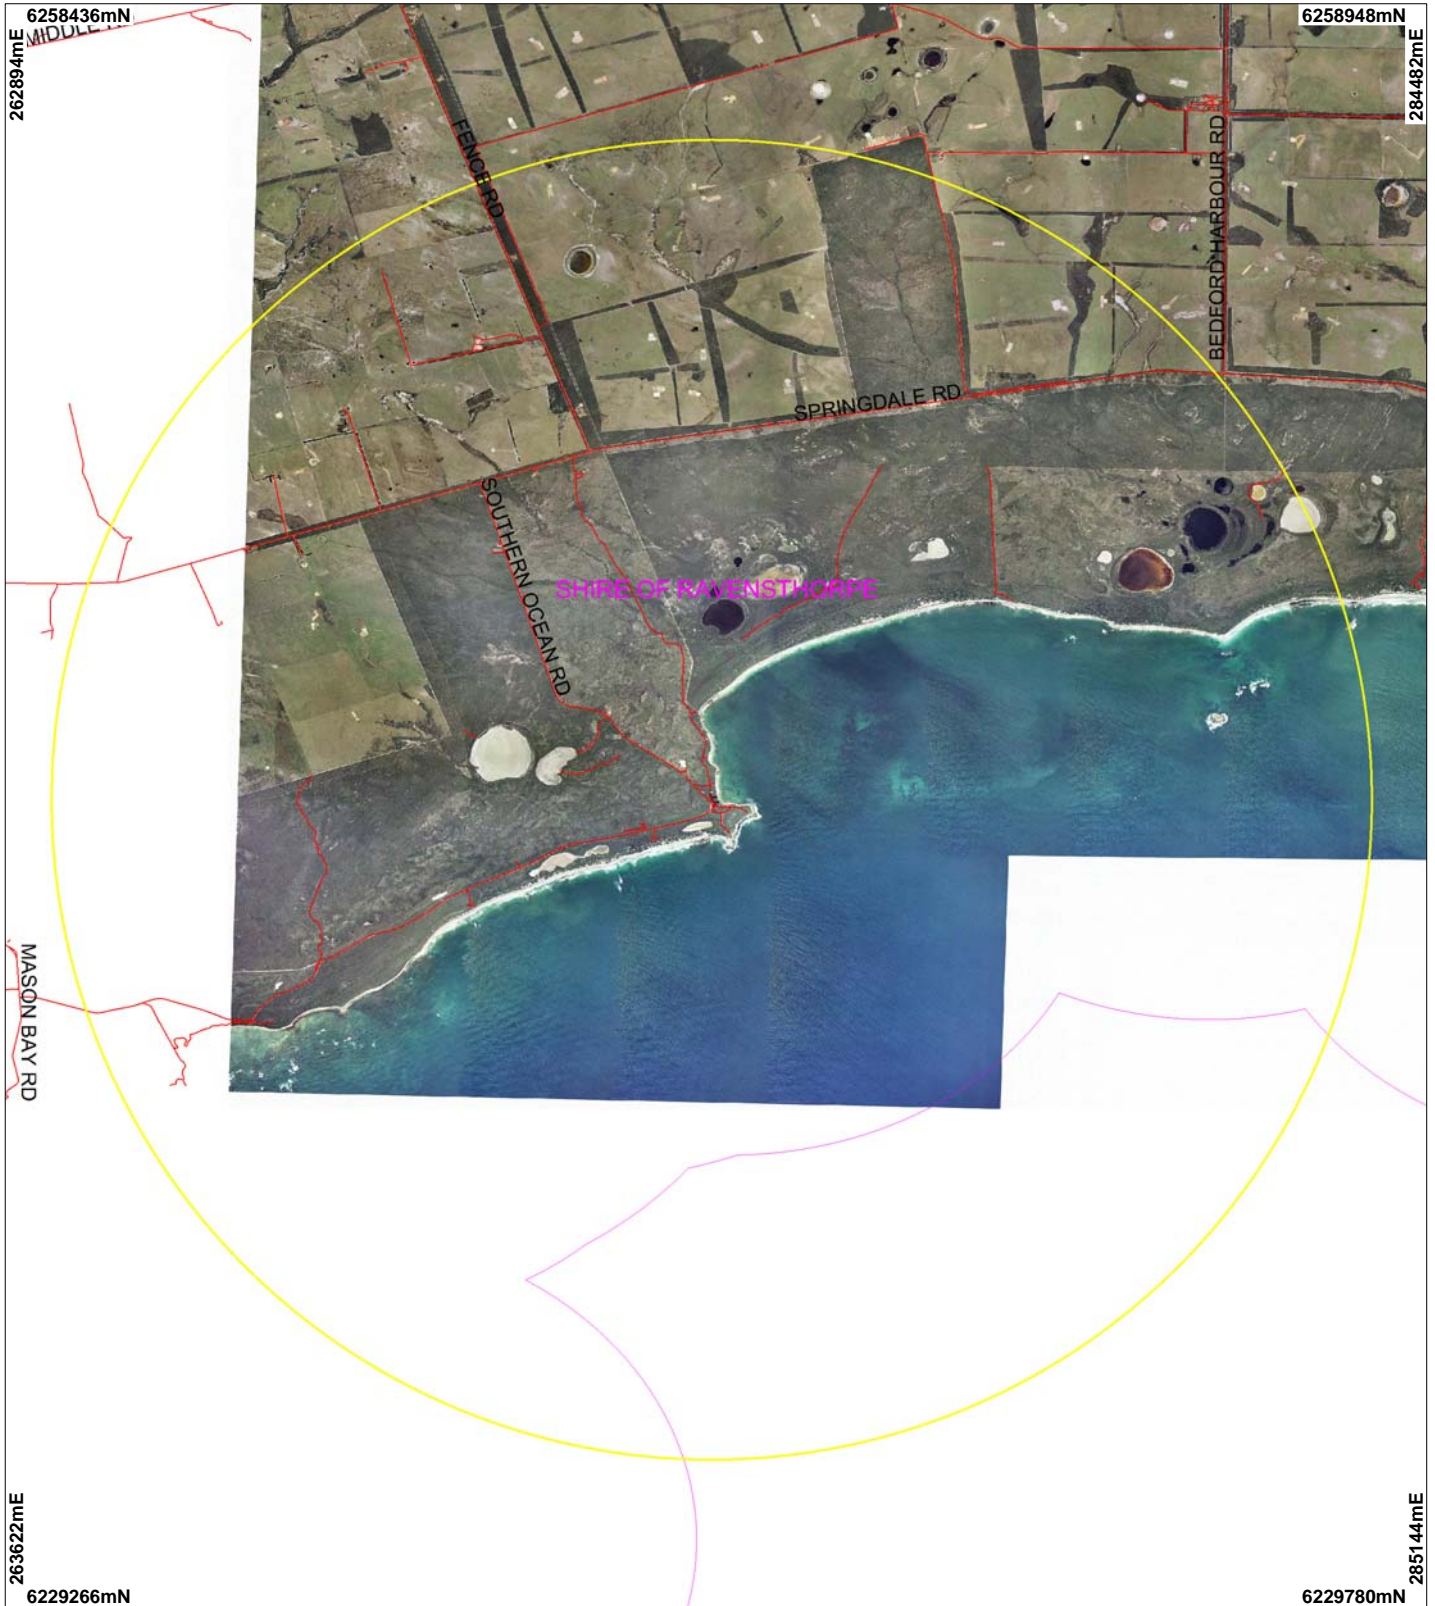 6258436mN
6258948mN
262894mE
284482mE
MIDDLE
FENCE RD
BEDFORD HARBOUR RD
SPRINGDALE RD
SOUTHERN OCEAN RD
SHIRE OF RAVENSTHORPE
MASON BAY RD
263622mE
285144mE
6229266mN
6229780mN